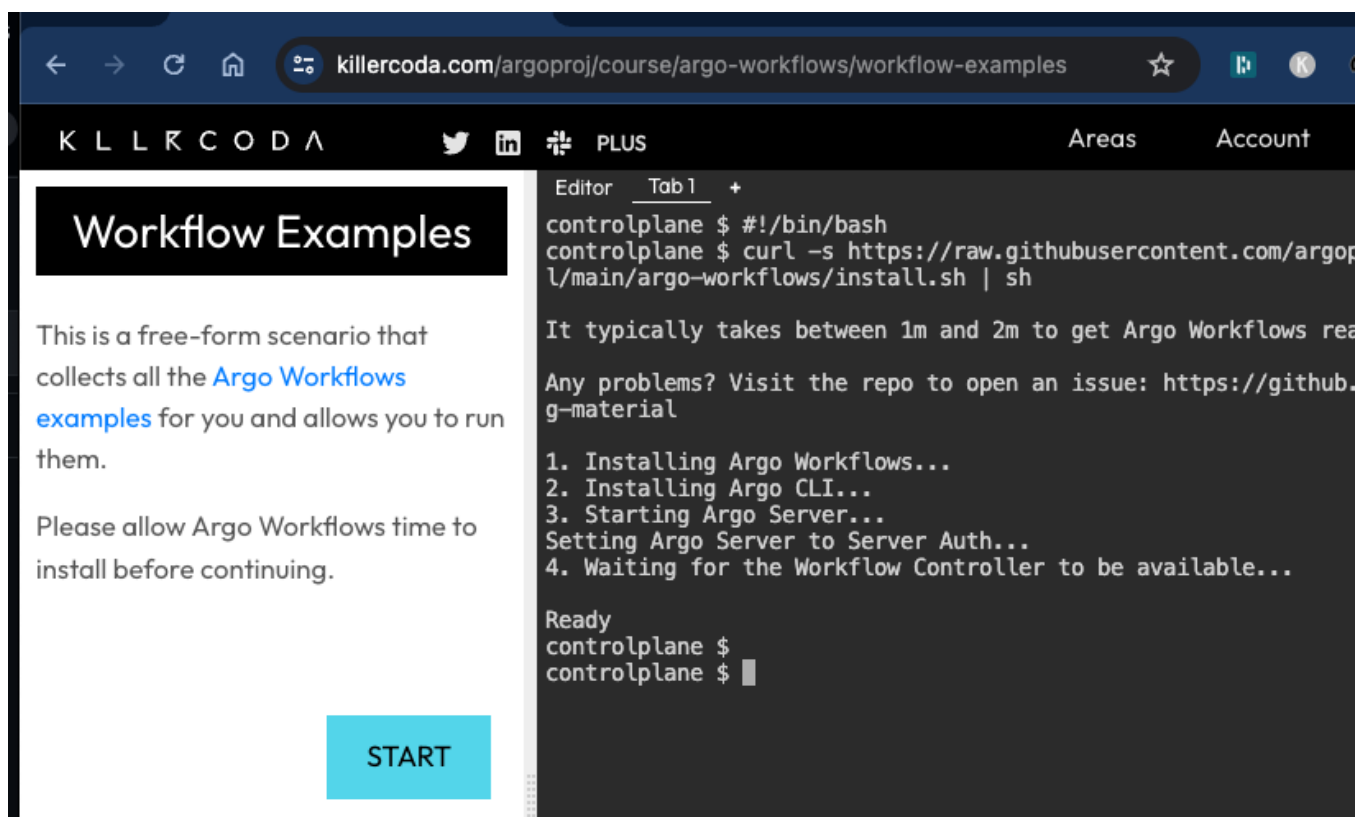 killercoda.com/argoproj/course/argo-workflows/workflow-examples
K
KLLRCODA
in
PLUS
Areas
Account
Workflow Examples
This is a free-form scenario that
collects all the Argo Workflows
examples for you and allows you to run
them.
Please allow Argo Workflows time to
install before continuing.
START
Editor Tab 1 +
controlplane $ #!/bin/bash
controlplane $ curl -s https://raw.githubusercontent.com/argop
l/main/argo-workflows/install.sh | sh
It typically takes between 1m and 2m to get Argo Workflows rea
Any problems? Visit the repo to open an issue: https://github.
g-material
1. Installing Argo Workflows...
2. Installing Argo CLI...
3. Starting Argo Server...
Setting Argo Server to Server Auth...
4. Waiting for the Workflow Controller to be available...
Ready
controlplane $
controlplane $